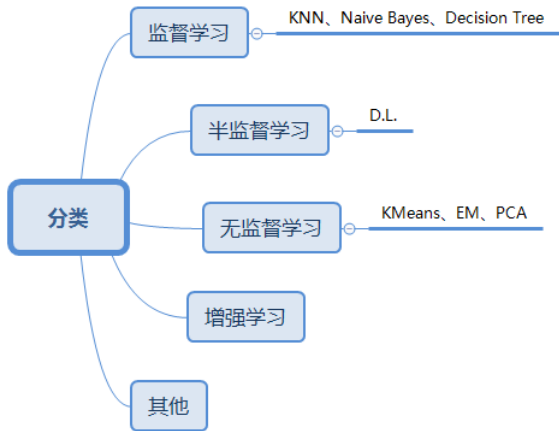 监督学习
KNN、Naive Bayes、Decision Tree
半监督学习
D.L.
分类
无监督学习
KMeans、EM、PCA
增强学习
其他